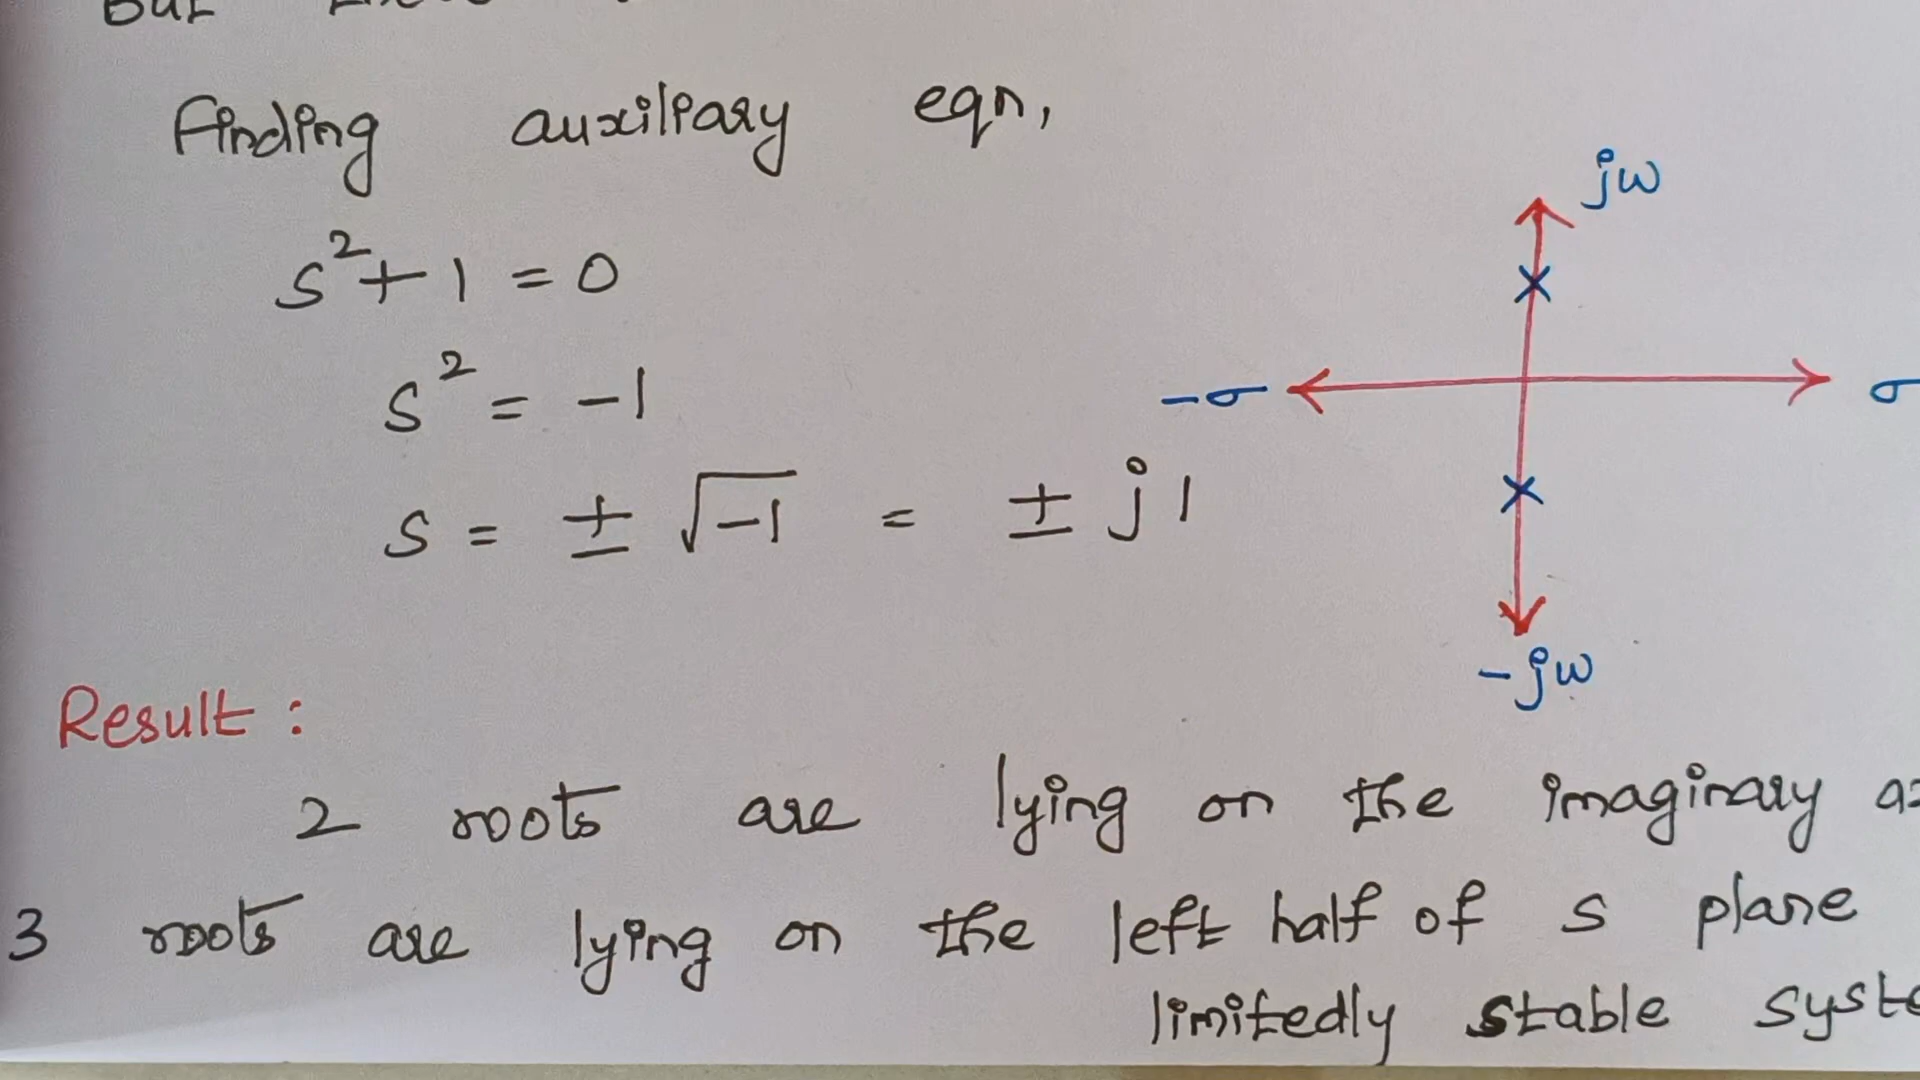 Finding auxiliary eqn,
s² + 1 = 0
s² = -1
s = ± √-1 = ± j1
jω
-σ
σ
-jω
Result :
2 roots are lying on the imaginary
3 roots are lying on the left half of s plane
limitedly stable